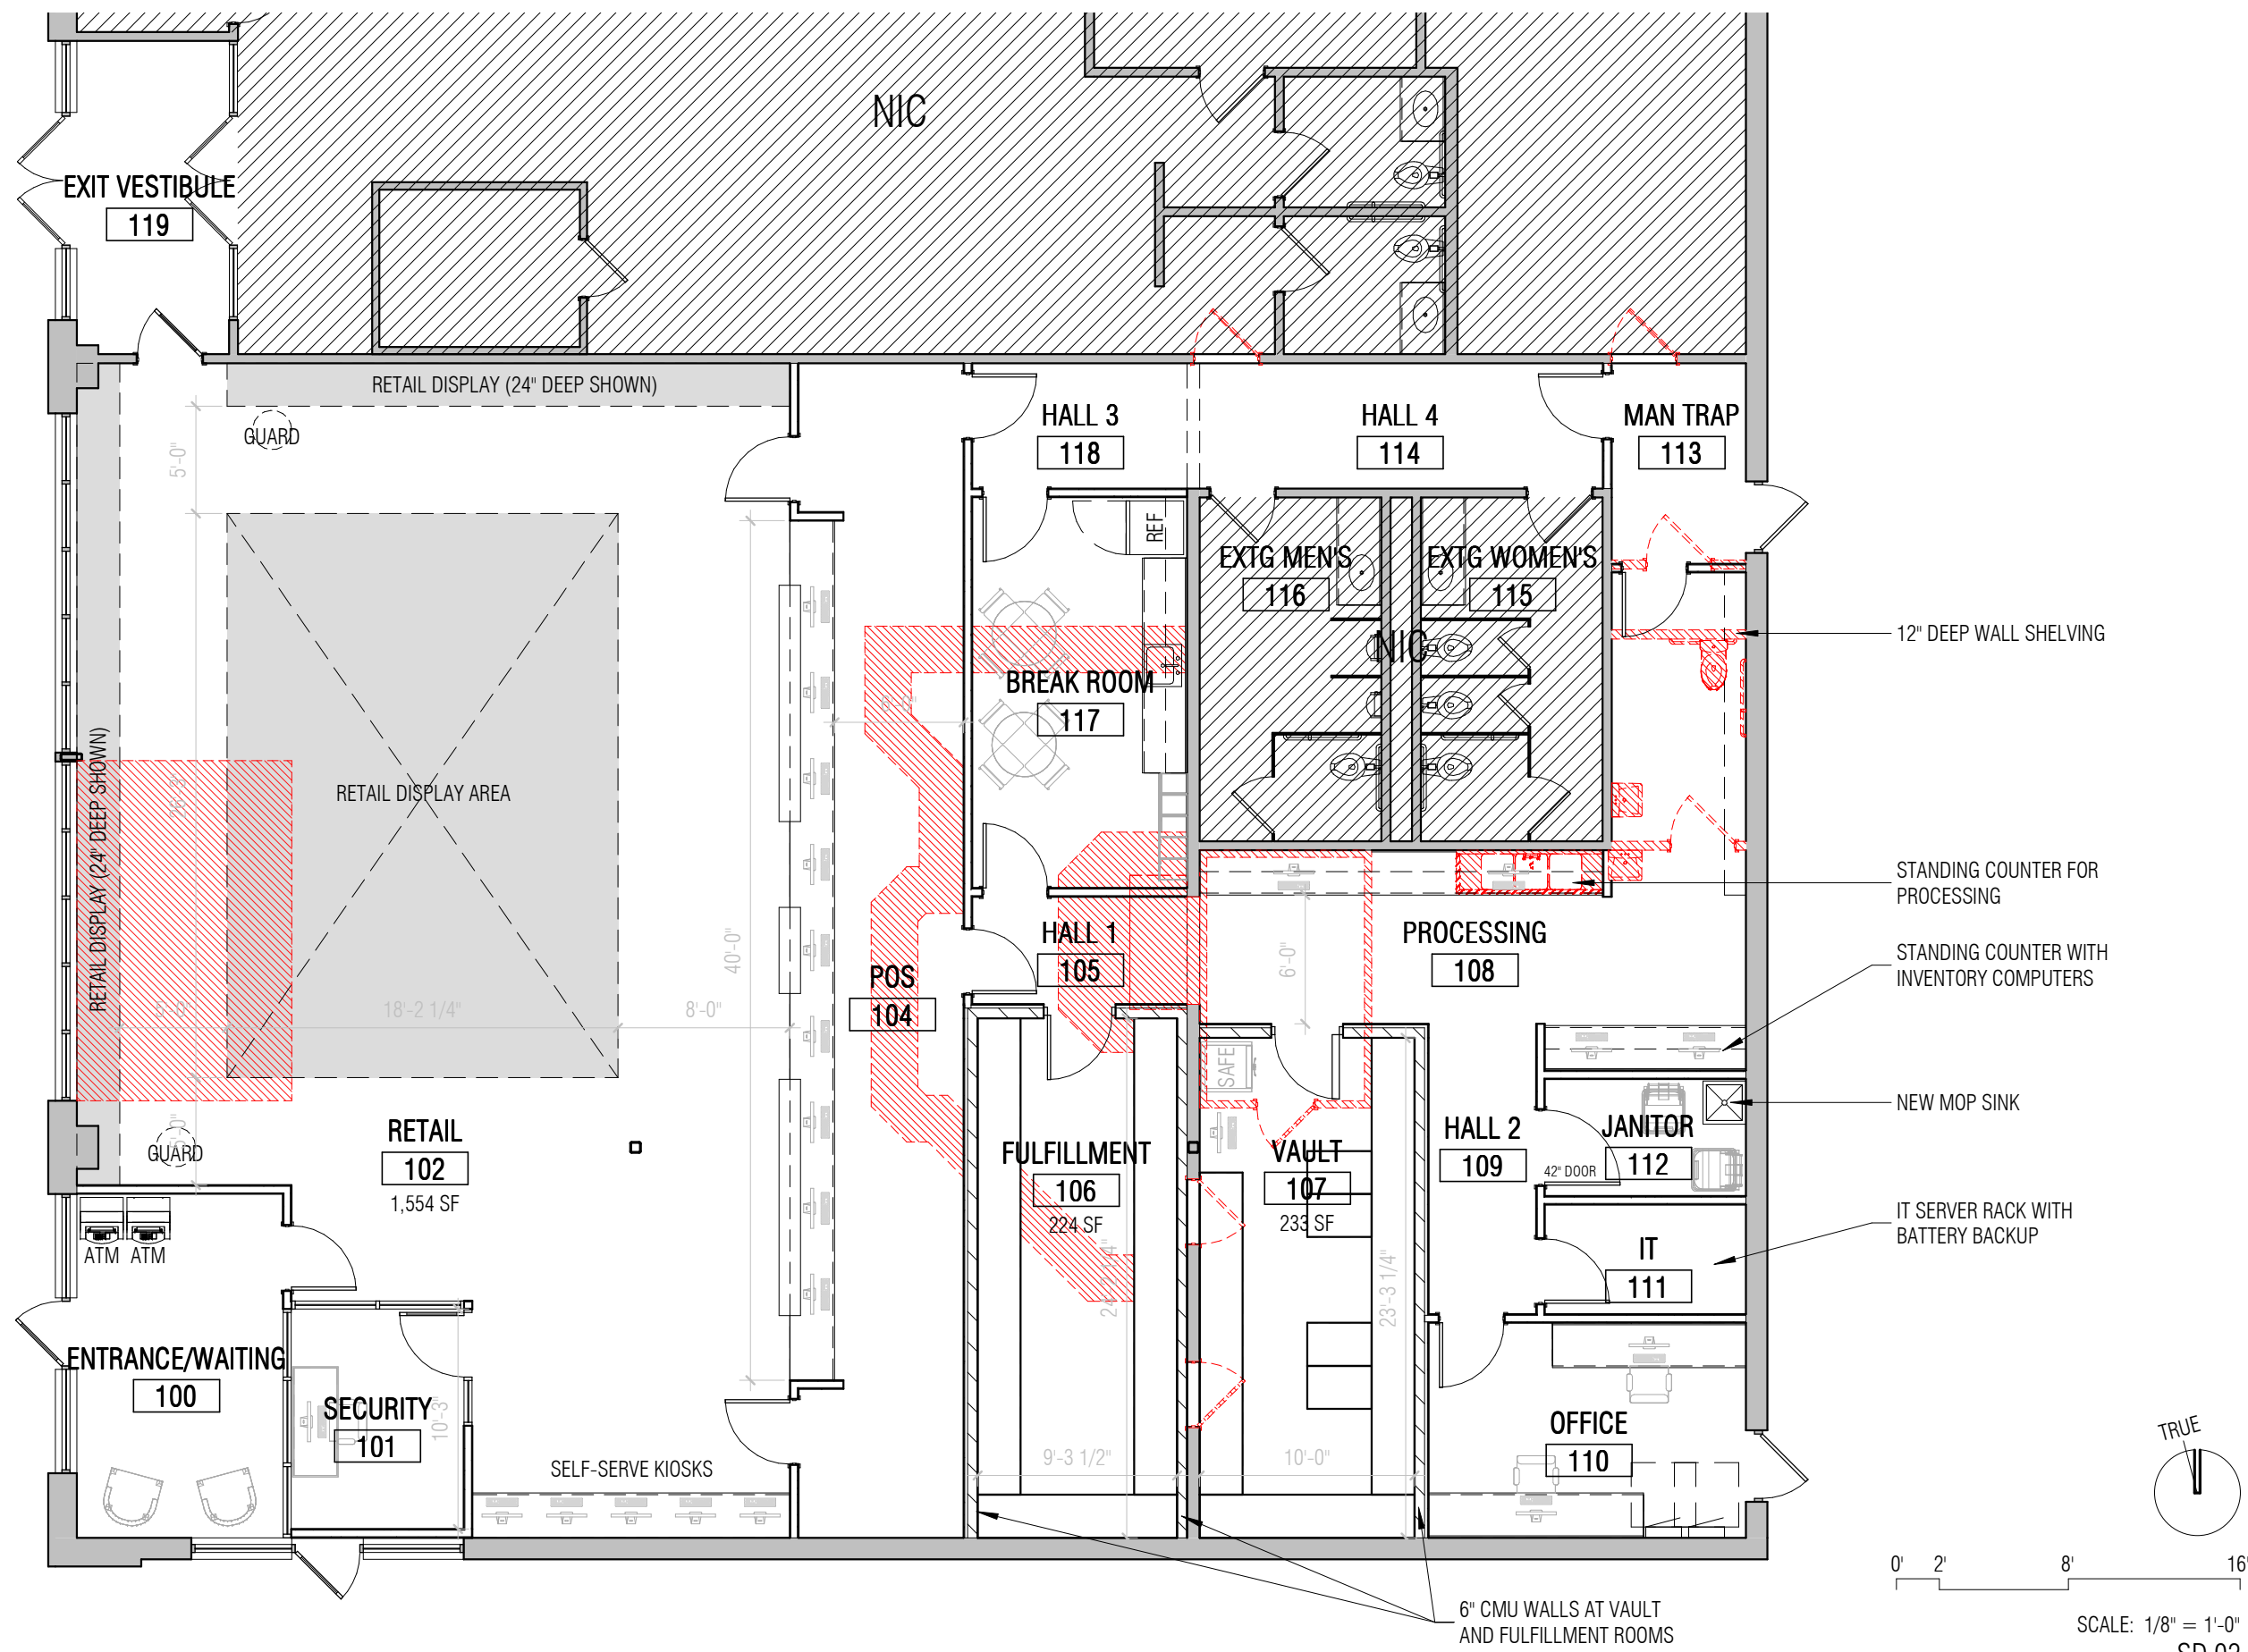 NIC
EXIT VESTIBULE
119
RETAIL DISPLAY (24" DEEP SHOWN)
GUARD
5'-0"
HALL 3
118
HALL 4
114
MAN TRAP
113
REF
EXTG MEN'S
116
EXTG WOMEN'S
115
NIC
12" DEEP WALL SHELVING
BREAK ROOM
117
RETAIL DISPLAY AREA
RETAIL DISPLAY (24" DEEP SHOWN)
STANDING COUNTER FOR
PROCESSING
40'-0"
HALL 1
105
6'-0"
PROCESSING
108
STANDING COUNTER WITH
INVENTORY COMPUTERS
POS
104
5'-0"
18'-2 1/4"
8'-0"
SAFE
NEW MOP SINK
RETAIL
102
1,554 SF
GUARD
5'-0"
FULFILLMENT
106
224 SF
VAULT
107
233 SF
HALL 2
109
42" DOOR
JANITOR
112
IT SERVER RACK WITH
BATTERY BACKUP
ATM
ATM
IT
111
23'-3 1/4"
ENTRANCE/WAITING
100
SECURITY
101
10'-3"
SELF-SERVE KIOSKS
9'-3 1/2"
10'-0"
OFFICE
110
TRUE
0' 2' 8' 16'
6" CMU WALLS AT VAULT
AND FULFILLMENT ROOMS
SCALE: 1/8" = 1'-0"